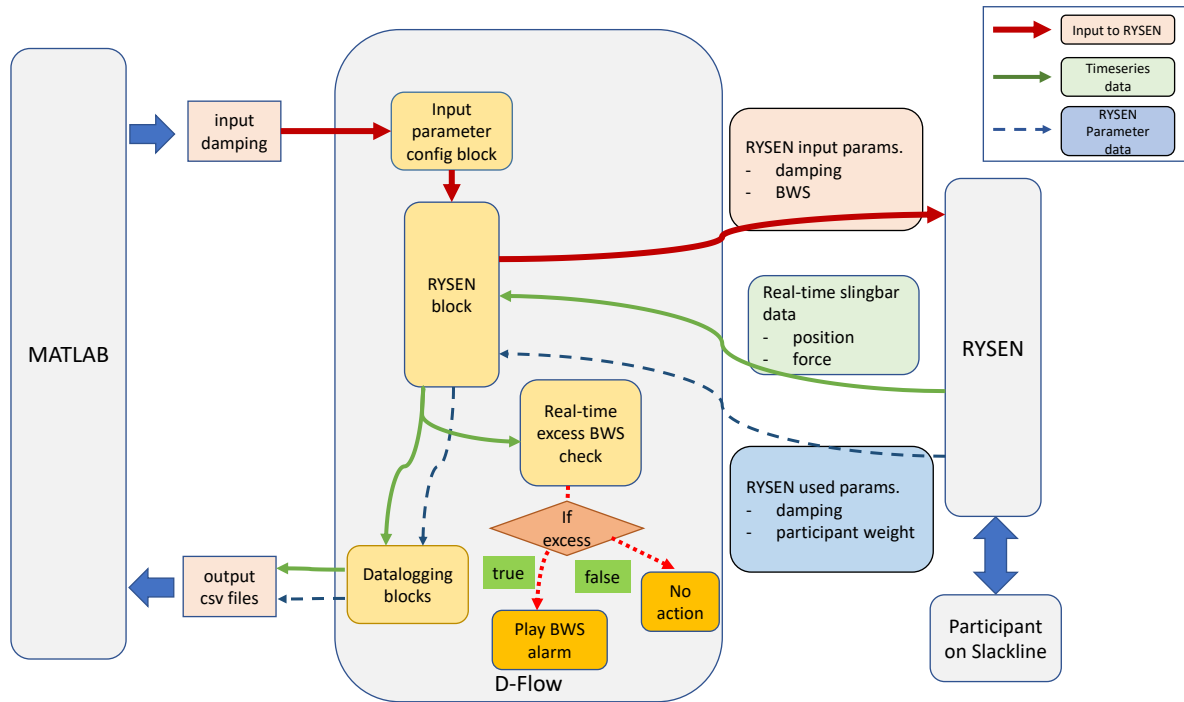 MATLAB
input
damping
Input
parameter
config block
RYSEN
block
Real-time
excess BWS
check
If
excess
true
false
No
action
Play BWS
alarm
Datalogging
blocks
output
csv files
D-Flow
RYSEN input params.
- damping
- BWS
Real-time slingbar
data
- position
- force
RYSEN used params.
- damping
- participant weight
RYSEN
Participant
on Slackline
Input to RYSEN
Timeseries
data
RYSEN
Parameter
data